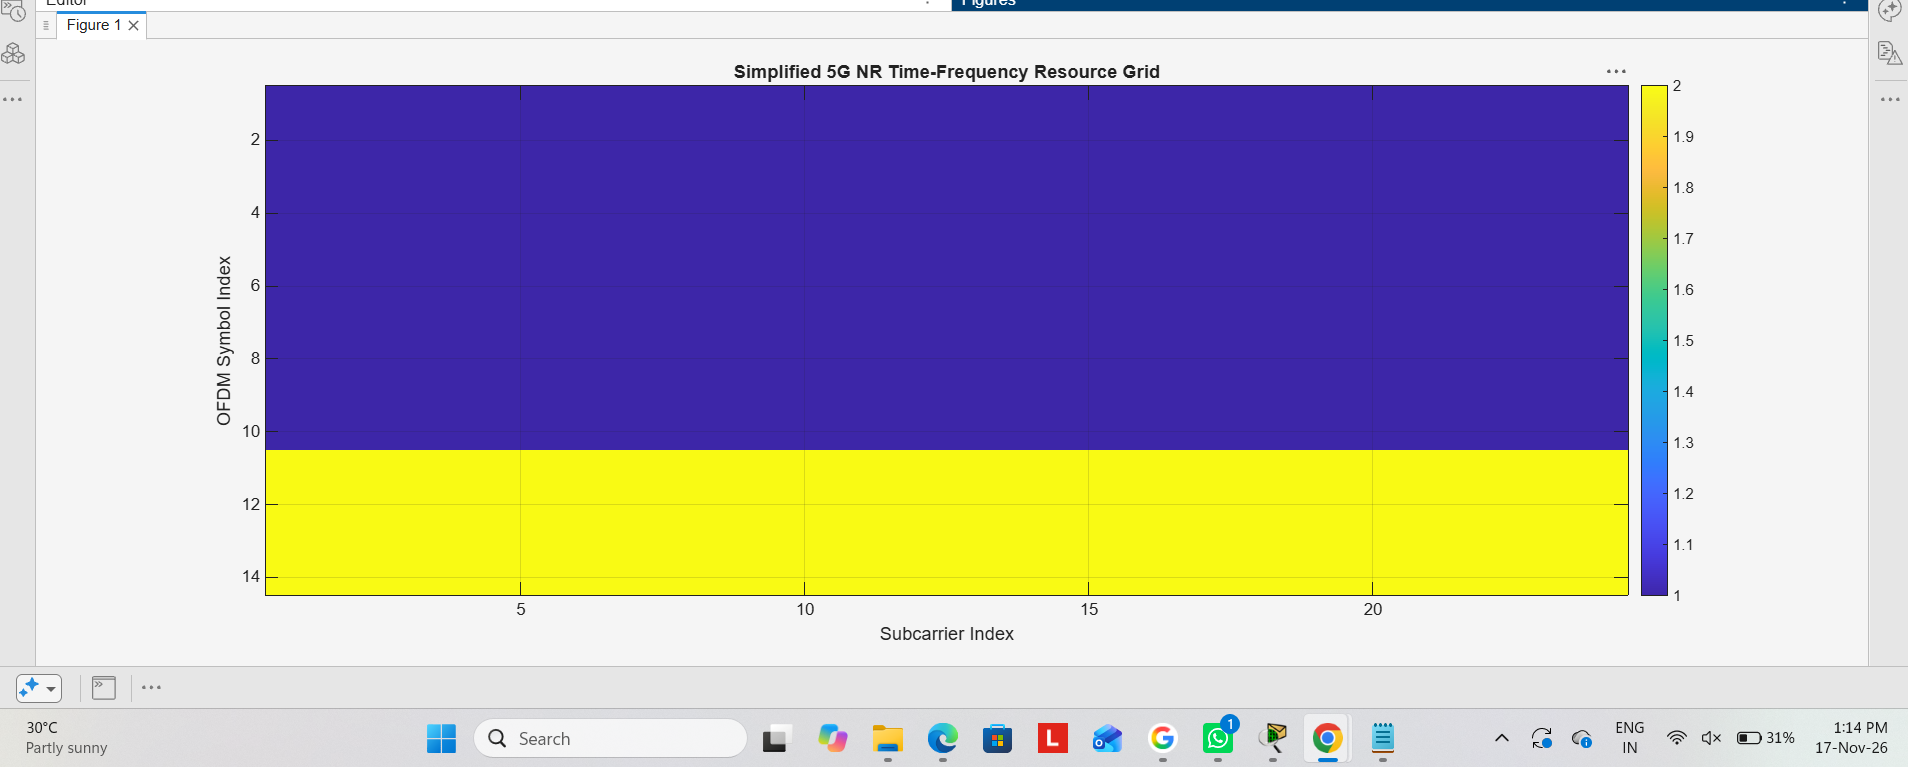 Editor
Figures
Figure 1
Simplified 5G NR Time-Frequency Resource Grid
OFDM Symbol Index
2
4
6
8
10
12
14
5
10
15
20
Subcarrier Index
2
1.9
1.8
1.7
1.6
1.5
1.4
1.3
1.2
1.1
1
30°C
Partly sunny
Search
L
1
ENG
IN
31%
1:14 PM
17-Nov-26